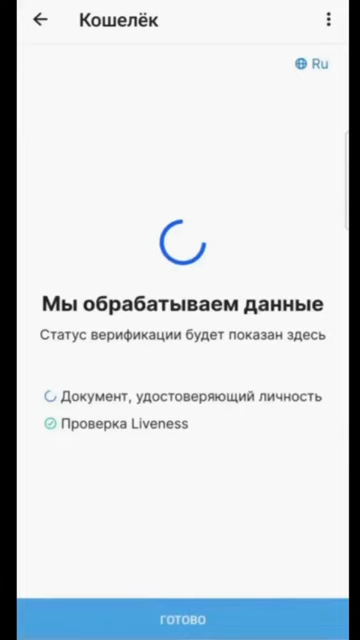 Кошелёк
Ru
Мы обрабатываем данные
Статус верификации будет показан здесь
Документ, удостоверяющий личность
Проверка Liveness
ГОТОВО